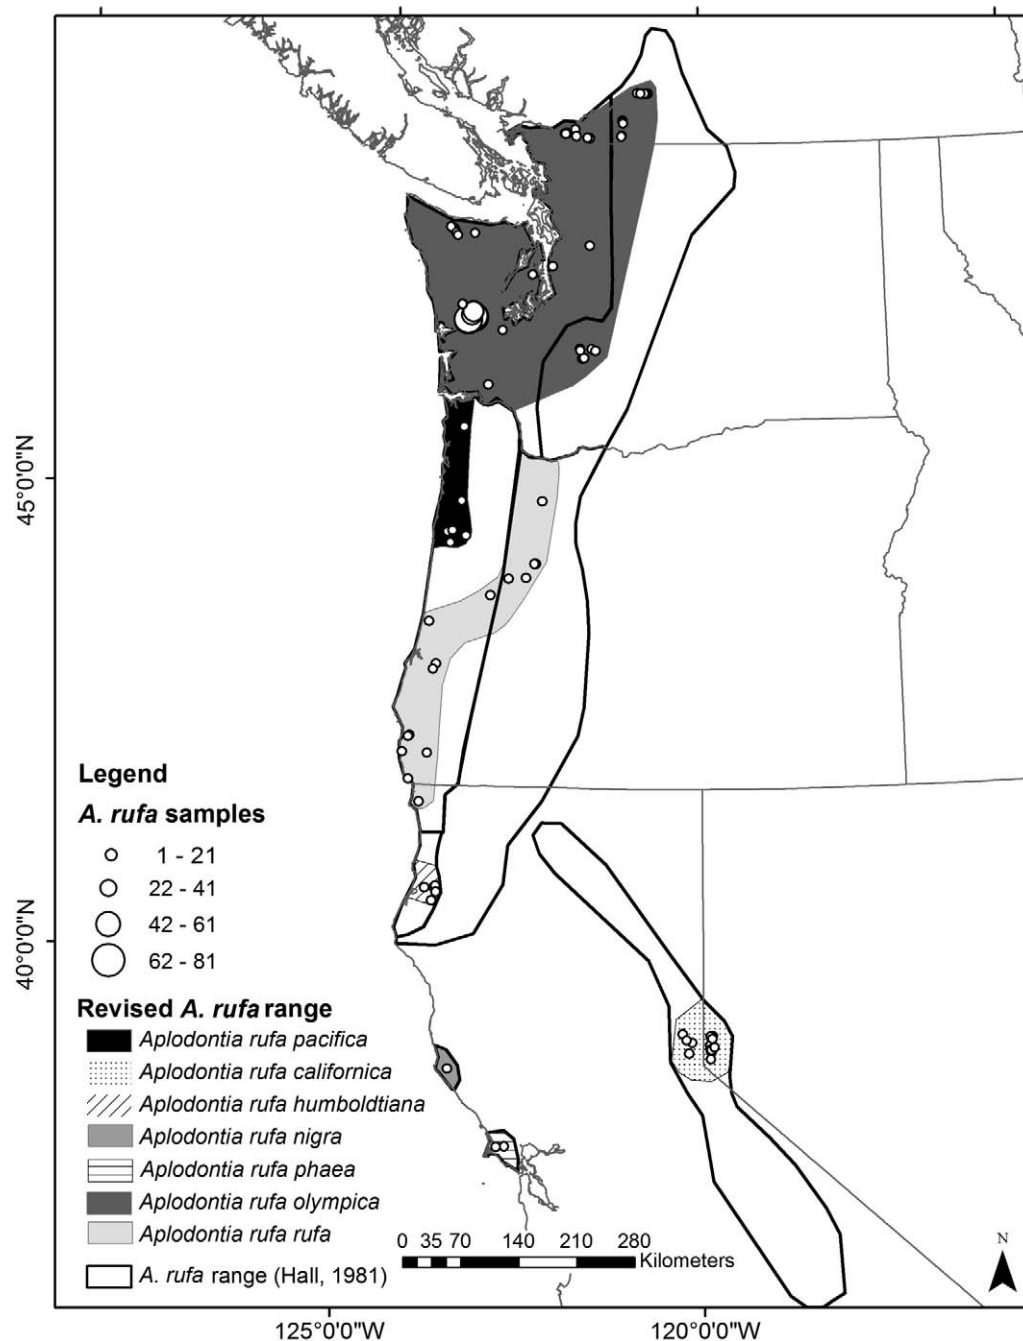 45°0'0"N
40°0'0"N
Legend
A. rufa samples
1 - 21
22 - 41
42 - 61
62 - 81
Revised A. rufa range
Aplodontia rufa pacifica
Aplodontia rufa californica
Aplodontia rufa humboldtiana
Aplodontia rufa nigra
Aplodontia rufa phaea
Aplodontia rufa olympica
Aplodontia rufa rufa
A. rufa range (Hall, 1981)
0 35 70 140 210 280
Kilometers
N
125°0'0"W 120°0'0"W